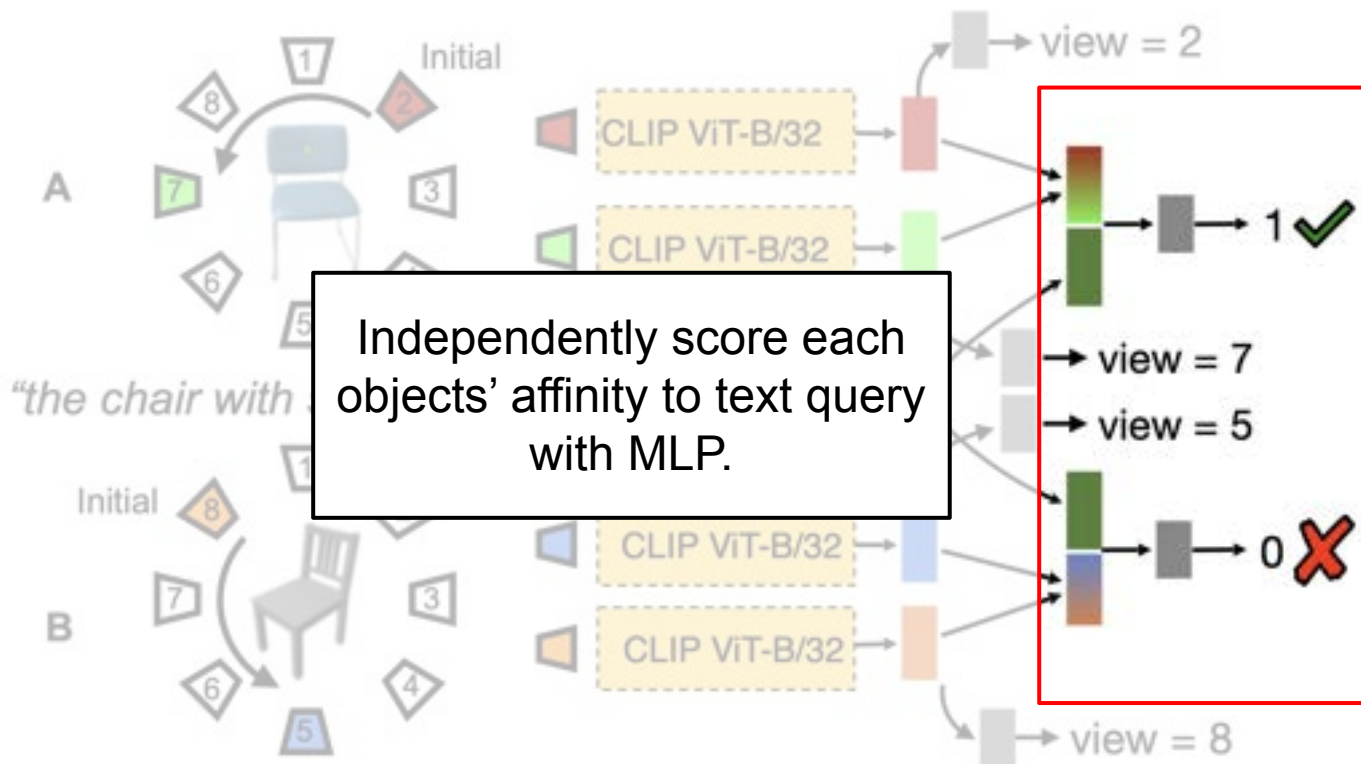 Initial
1
2
8
3
7
6
5
A
CLIP ViT-B/32
view = 2
CLIP ViT-B/32
1
Independently score each
objects' affinity to text query
with MLP.
view = 7
view = 5
"the chair with
Initial
8
7
3
6
4
5
B
CLIP ViT-B/32
CLIP ViT-B/32
0
view = 8